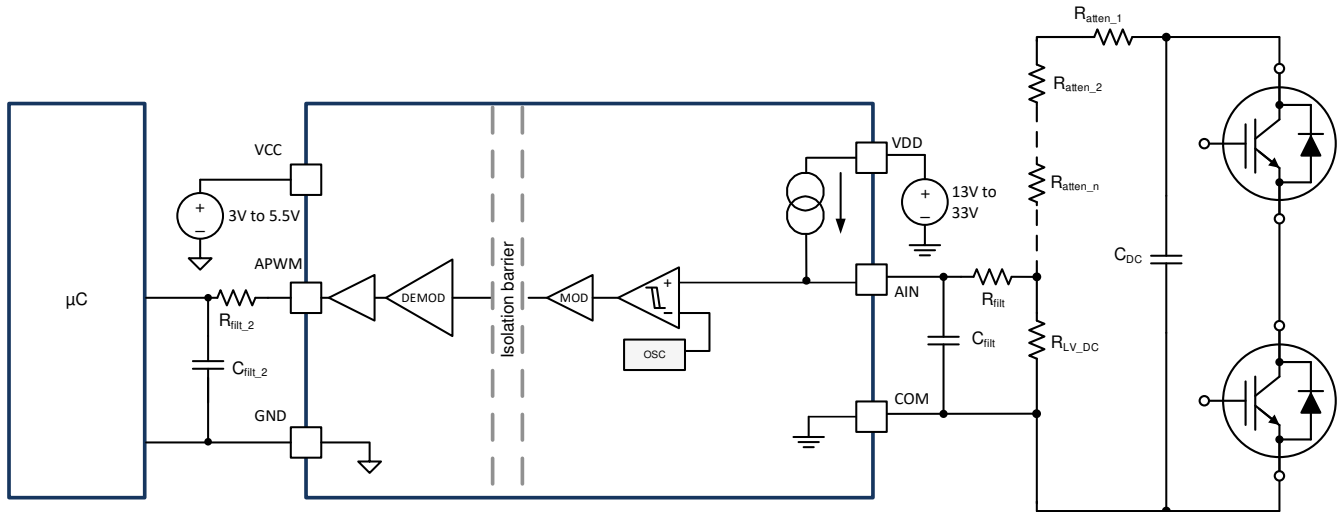 R_atten_1
R_atten_2
R_atten_n
VCC
VDD
3V to 5.5V
13V to
33V
APWM
AIN
µC
DEMOD
Isolation barrier
MOD
+
−
OSC
R_filt_2
C_filt_2
R_filt
C_filt
R_LV_DC
C_DC
GND
COM